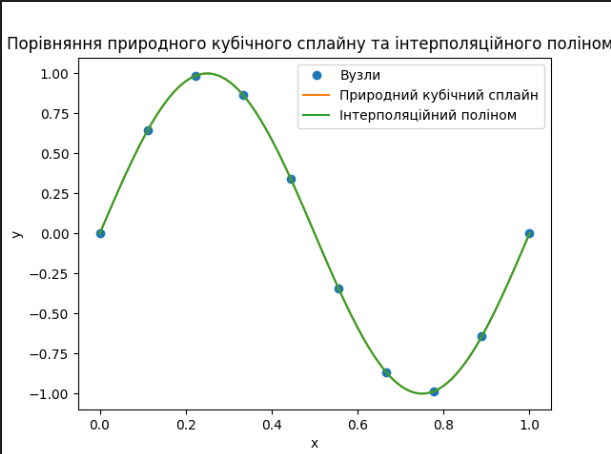 Порівняння природного кубічного сплайну та інтерполяційного поліном
1.00
0.75
0.50
0.25
0.00
−0.25
−0.50
−0.75
−1.00
y
Вузли
Природний кубічний сплайн
Інтерполяційний поліном
0.0 0.2 0.4 0.6 0.8 1.0
x